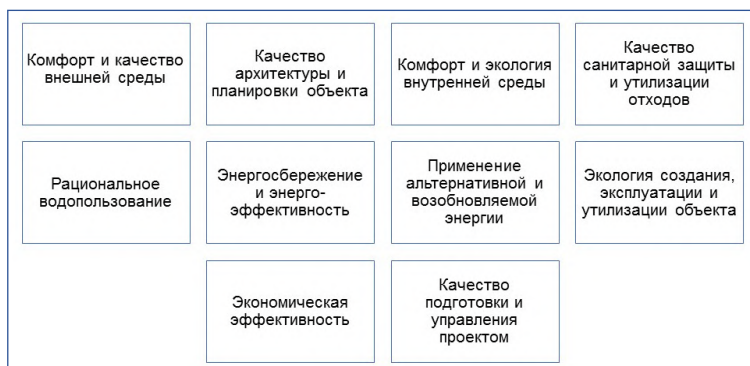 Комфорт и качество
внешней среды
Качество
архитектуры и
планировки объекта
Комфорт и экология
внутренней среды
Качество
санитарной защиты
и утилизации
отходов
Рациональное
водопользование
Энергосбережение
и энерго-
эффективность
Применение
альтернативной и
возобновляемой
энергии
Экология создания,
эксплуатации и
утилизации объекта
Экономическая
эффективность
Качество
подготовки и
управления
проектом